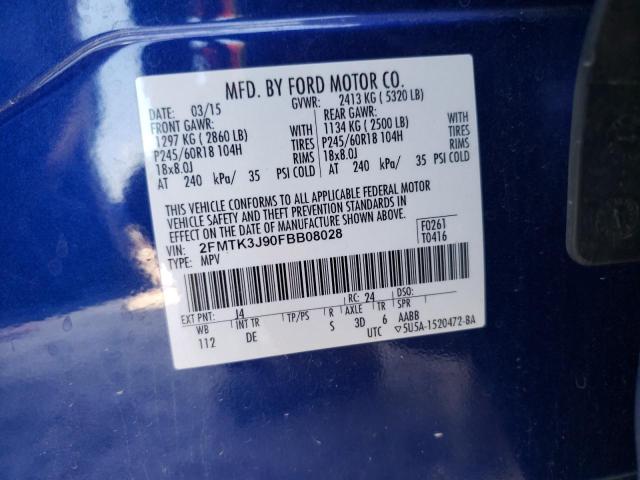 MFD. BY FORD MOTOR CO.
DATE: 03/15 GVWR: 2413 KG ( 5320 LB)
FRONT GAWR: REAR GAWR:
1297 KG ( 2860 LB) WITH 1134 KG ( 2500 LB) WITH
P245/60R18 104H TIRES P245/60R18 104H TIRES
18x8.0J RIMS 18x8.0J RIMS
AT 240 kPa/ 35 PSI COLD AT 240 kPa/ 35 PSI COLD
THIS VEHICLE CONFORMS TO ALL APPLICABLE FEDERAL MOTOR
VEHICLE SAFETY AND THEFT PREVENTION STANDARDS IN
EFFECT ON THE DATE OF MANUFACTURE SHOWN ABOVE.
VIN: 2FMTK3J90FBB08028 F0261
TYPE: MPV T0416
EXT PNT: J4 RC: 24 DSO:
WB INT TR TP/PS R AXLE TR SPR
112 DE S 3D 6 AABB
UTC ▽5U5A-1520472-BA